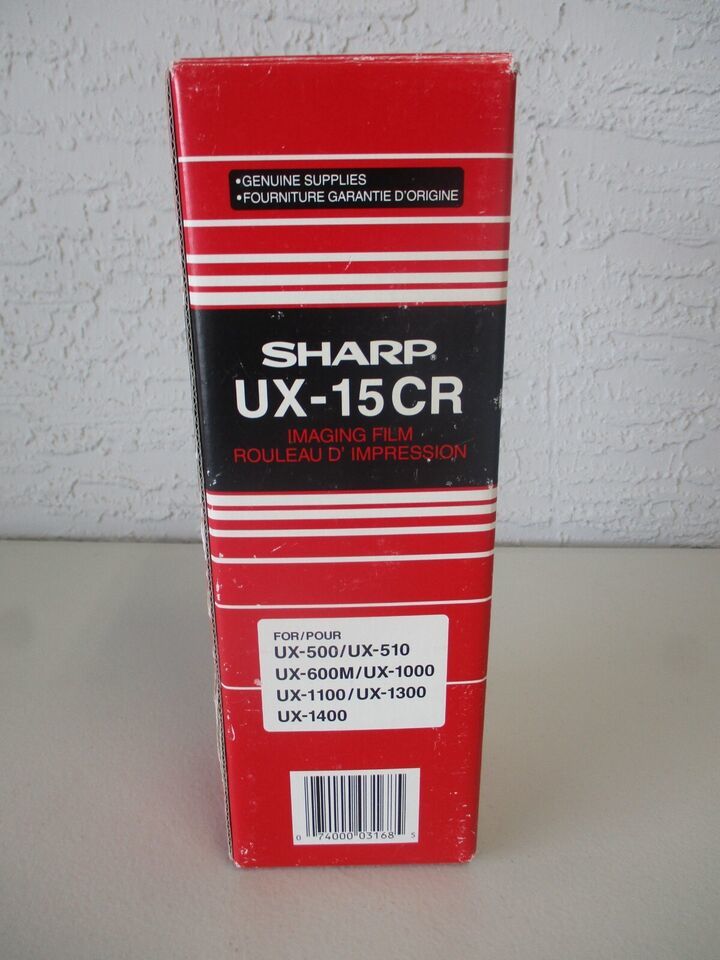 •GENUINE SUPPLIES
•FOURNITURE GARANTIE D'ORIGINE
SHARP®
UX-15CR
IMAGING FILM
ROULEAU D' IMPRESSION
FOR/POUR
UX-500/UX-510
UX-600M/UX-1000
UX-1100/UX-1300
UX-1400
0 74000 03168 5